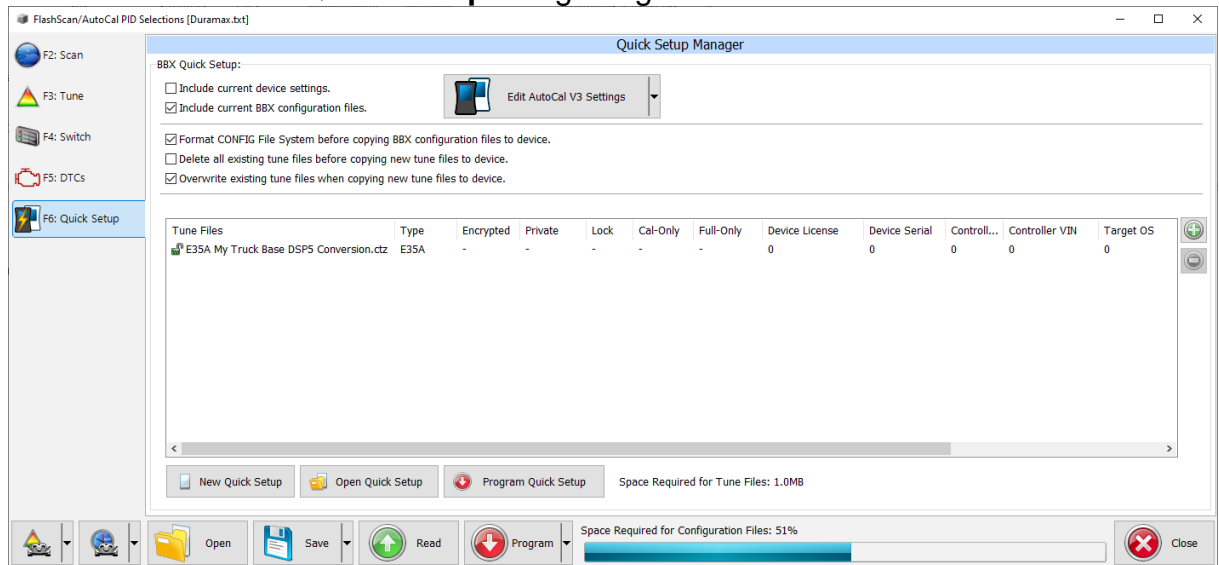 FlashScan/AutoCal PID Selections [Duramax.txt]
F2: Scan
F3: Tune
F4: Switch
F5: DTCs
F6: Quick Setup
Quick Setup Manager
BBX Quick Setup:
Include current device settings.
Include current BBX configuration files.
Edit AutoCal V3 Settings
Format CONFIG File System before copying BBX configuration files to device.
Delete all existing tune files before copying new tune files to device.
Overwrite existing tune files when copying new tune files to device.
Tune Files Type Encrypted Private Lock Cal-Only Full-Only Device License Device Serial Controll... Controller VIN Target OS
E35A My Truck Base DSP5 Conversion.ctz E35A - - - - - 0 0 0 0 0
New Quick Setup Open Quick Setup Program Quick Setup Space Required for Tune Files: 1.0MB
Open Save Read Program Space Required for Configuration Files: 51% Close